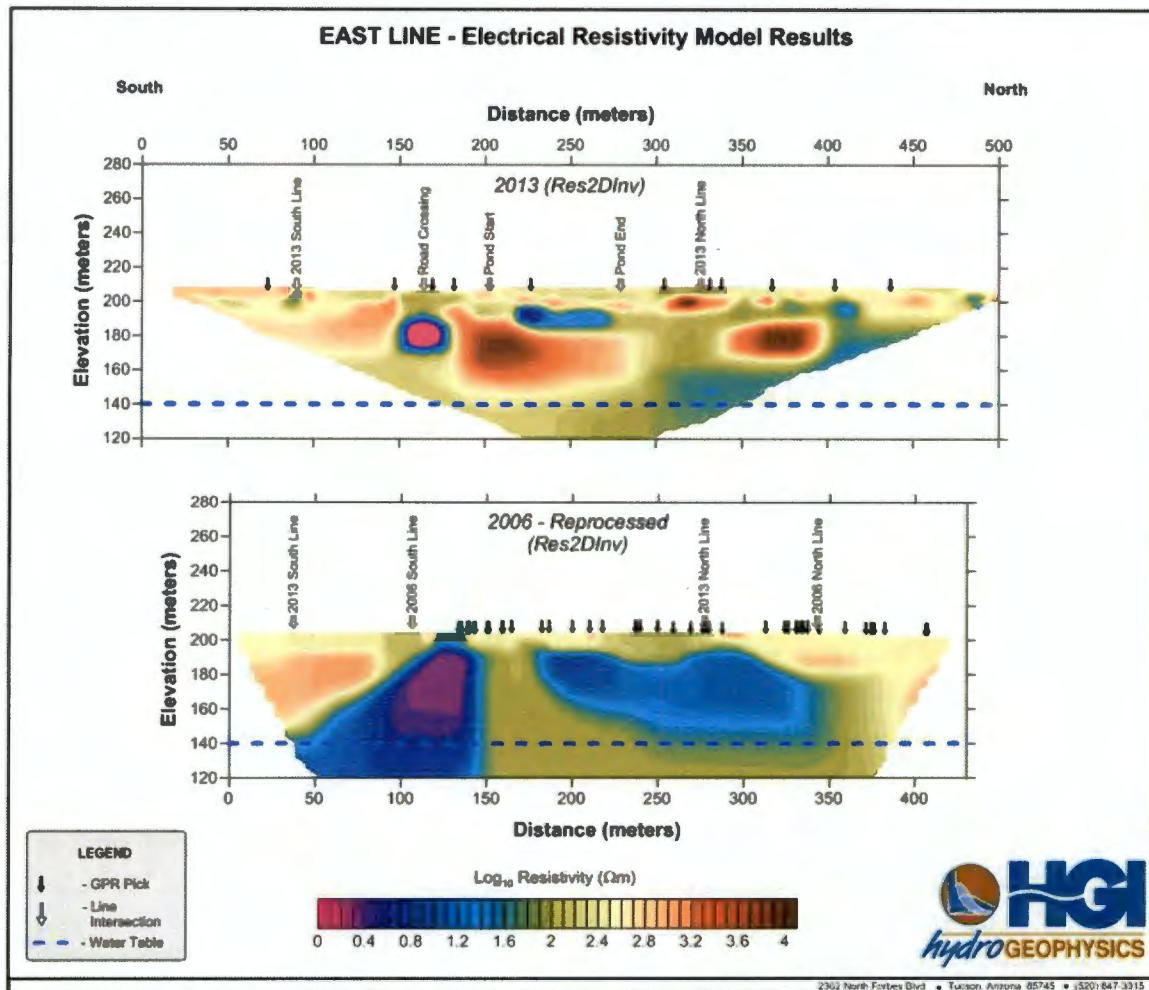 EAST LINE - Electrical Resistivity Model Results
South
North
Distance (meters)
0 50 100 150 200 250 300 350 400 450 500
280
260
240
220
200
180
160
140
120
Elevation (meters)
2013 (Res2DInv)
2013 South Line
Road Crossing
Pond Start
Pond End
2013 North Line
280
260
240
220
200
180
160
140
120
Elevation (meters)
2006 - Reprocessed
(Res2DInv)
2013 South Line
2006 South Line
2013 North Line
2006 North Line
0 50 100 150 200 250 300 350 400
Distance (meters)
LEGEND
- GPR Pick
- Line
Intersection
- Water Table
Log10 Resistivity (Ωm)
0 0.4 0.8 1.2 1.6 2 2.4 2.8 3.2 3.6 4
HGI
hydroGEOPHYSICS
2302 North Forbes Blvd • Tucson, Arizona 85745 • (520) 647-3315